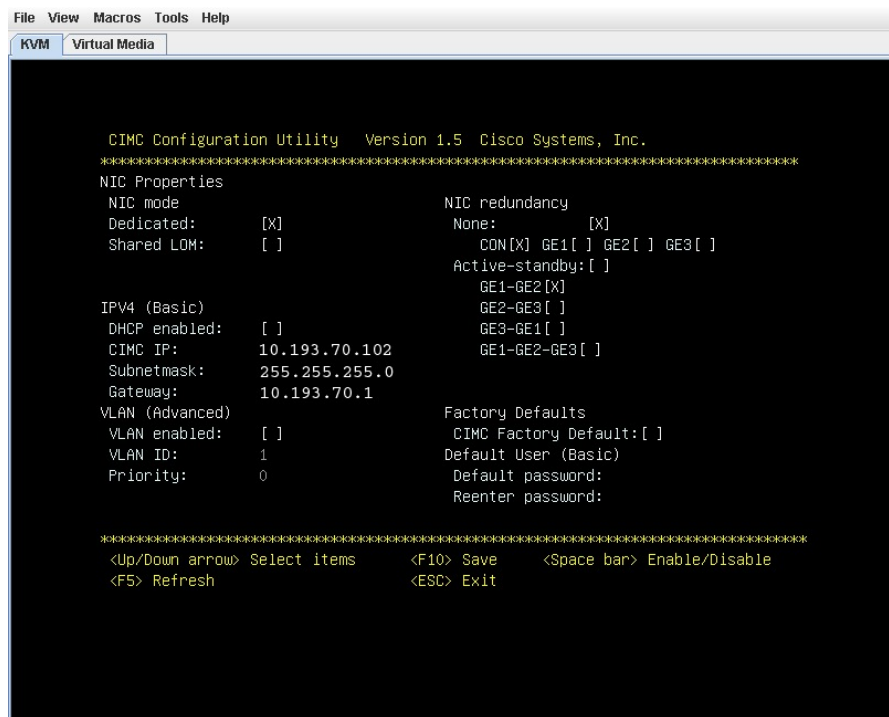 File View Macros Tools Help
KVM Virtual Media
CIMC Configuration Utility Version 1.5 Cisco Systems, Inc.
******************************************************************************
NIC Properties
NIC mode NIC redundancy
Dedicated: [X] None: [X]
Shared LOM: [ ] CON[X] GE1[ ] GE2[ ] GE3[ ]
Active-standby:[ ]
GE1-GE2[X]
IPV4 (Basic) GE2-GE3[ ]
DHCP enabled: [ ] GE3-GE1[ ]
CIMC IP: 10.193.70.102 GE1-GE2-GE3[ ]
Subnetmask: 255.255.255.0
Gateway: 10.193.70.1
VLAN (Advanced) Factory Defaults
VLAN enabled: [ ] CIMC Factory Default:[ ]
VLAN ID: 1 Default User (Basic)
Priority: 0 Default password:
Reenter password:
*******************************************************************************
<Up/Down arrow> Select items <F10> Save <Space bar> Enable/Disable
<F5> Refresh <ESC> Exit